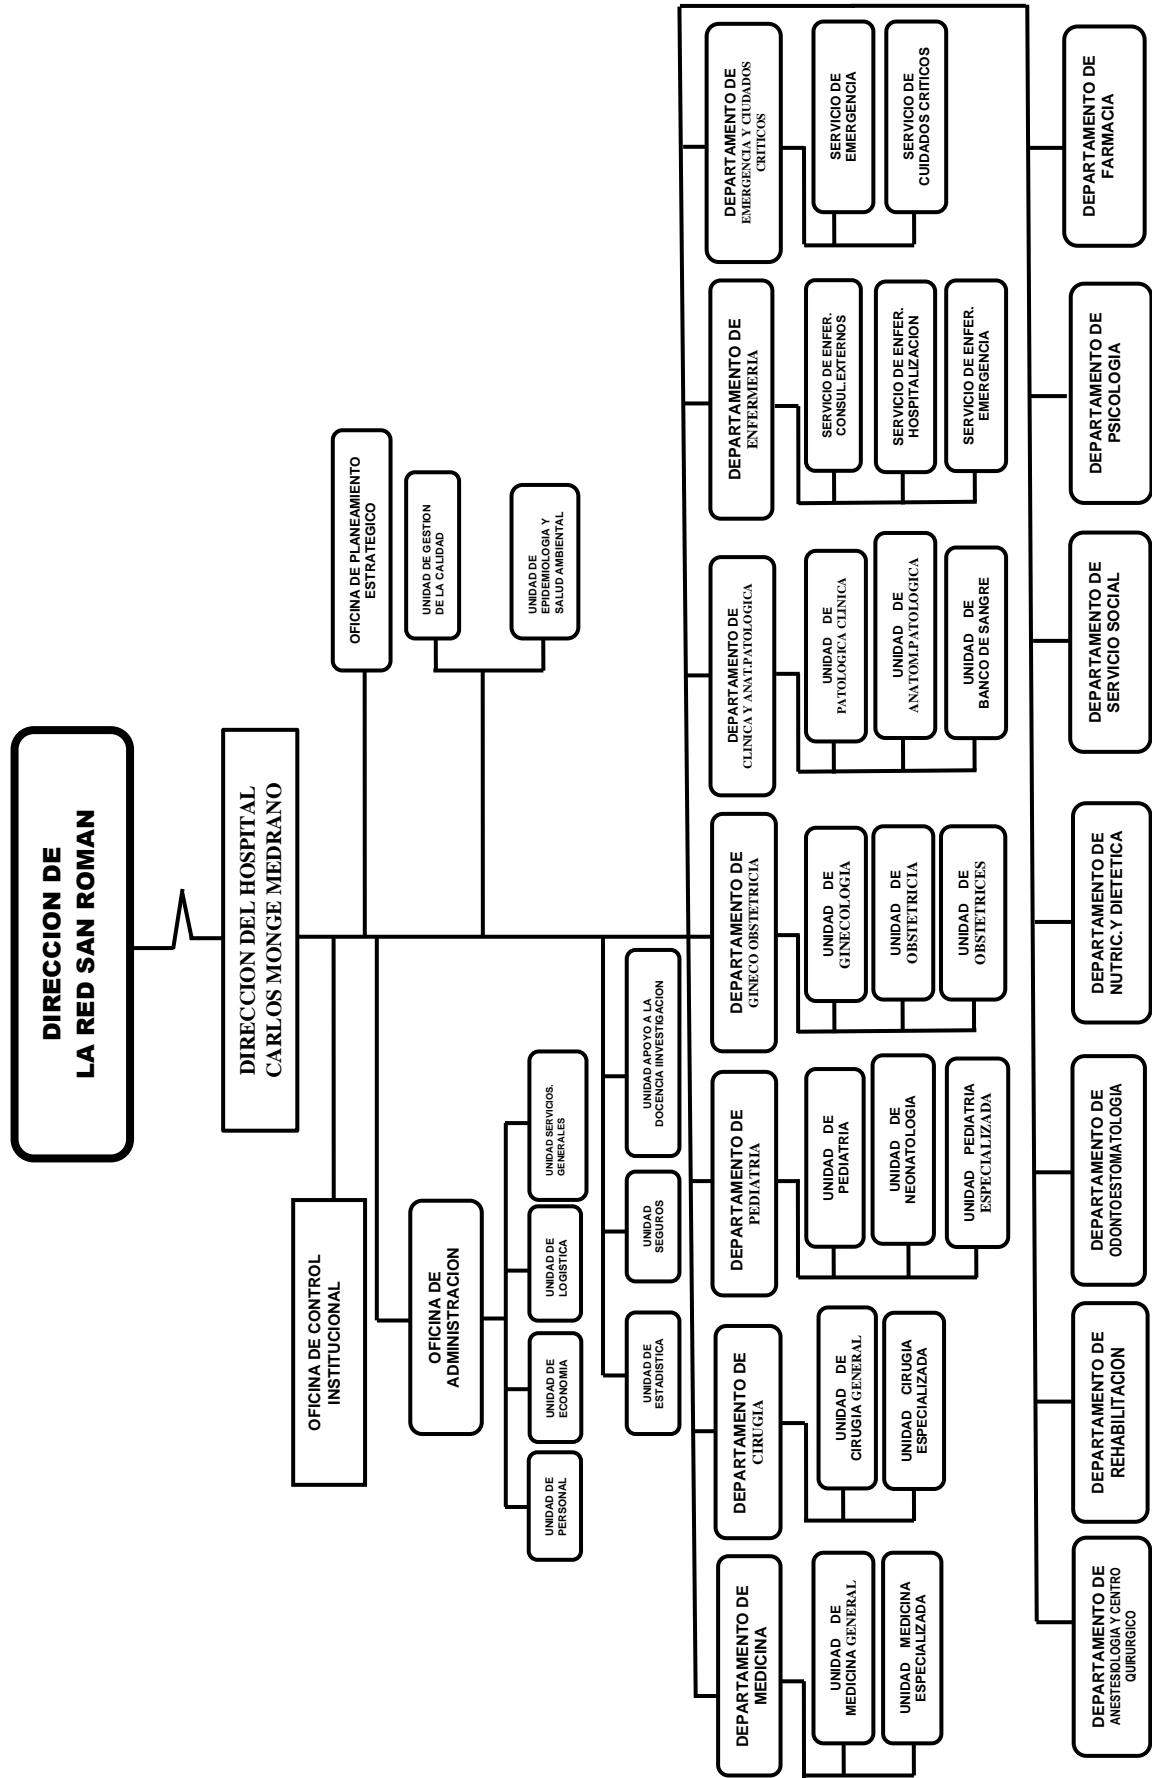 DIRECCION DE
LA RED SAN ROMAN
DIRECCION DEL HOSPITAL
CARLOS MONGE MEDRANO
OFICINA DE CONTROL
INSTITUCIONAL
OFICINA DE PLANEAMIENTO
ESTRATEGICO
OFICINA DE
ADMINISTRACION
UNIDAD DE GESTION
DE LA CALIDAD
UNIDAD DE
EPIDEMIOLOGIA Y
SALUD AMBIENTAL
UNIDAD DE
PERSONAL
UNIDAD DE
ECONOMIA
UNIDAD DE
LOGISTICA
UNIDAD SERVICIOS.
GENERALES
UNIDAD DE
ESTADISTICA
UNIDAD
SEGUROS
UNIDAD APOYO A LA
DOCENCIA IINVESTIGACION
DEPARTAMENTO DE
MEDICINA
UNIDAD DE
MEDICINA GENERAL
UNIDAD MEDICINA
ESPECIALIZADA
DEPARTAMENTO DE
CIRUGIA
UNIDAD DE
CIRUGIA GENERAL
UNIDAD CIRUGIA
ESPECIALIZADA
DEPARTAMENTO DE
PEDIATRIA
UNIDAD DE
PEDIATRIA
UNIDAD DE
NEONATOLOGIA
UNIDAD PEDIATRIA
ESPECIALIZADA
DEPARTAMENTO DE
GINECO OBSTETRICIA
UNIDAD DE
GINECOLOGIA
UNIDAD DE
OBSTETRICIA
UNIDAD DE
OBSTETRICES
DEPARTAMENTO DE
CLINICA Y ANAT.PATOLOGICA
UNIDAD DE
PATOLOGICA CLINICA
UNIDAD DE
ANATOM.PATOLOGICA
UNIDAD DE
BANCO DE SANGRE
DEPARTAMENTO DE
ENFERMERIA
SERVICIO DE ENFER.
CONSUL.EXTERNOS
SERVICIO DE ENFER.
HOSPITALIZACION
SERVICIO DE ENFER.
EMERGENCIA
DEPARTAMENTO DE
EMERGENCIA Y CIUDADOS
CRITICOS
SERVICIO DE
EMERGENCIA
SERVICIO DE
CUIDADOS CRITICOS
DEPARTAMENTO DE
ANESTESIOLOGIA Y CENTRO
QUIRURGICO
DEPARTAMENTO DE
REHABILITACION
DEPARTAMENTO DE
ODONTOESTOMATOLOGIA
DEPARTAMENTO DE
NUTRIC.Y DIETETICA
DEPARTAMENTO DE
SERVICIO SOCIAL
DEPARTAMENTO DE
PSICOLOGIA
DEPARTAMENTO DE
FARMACIA